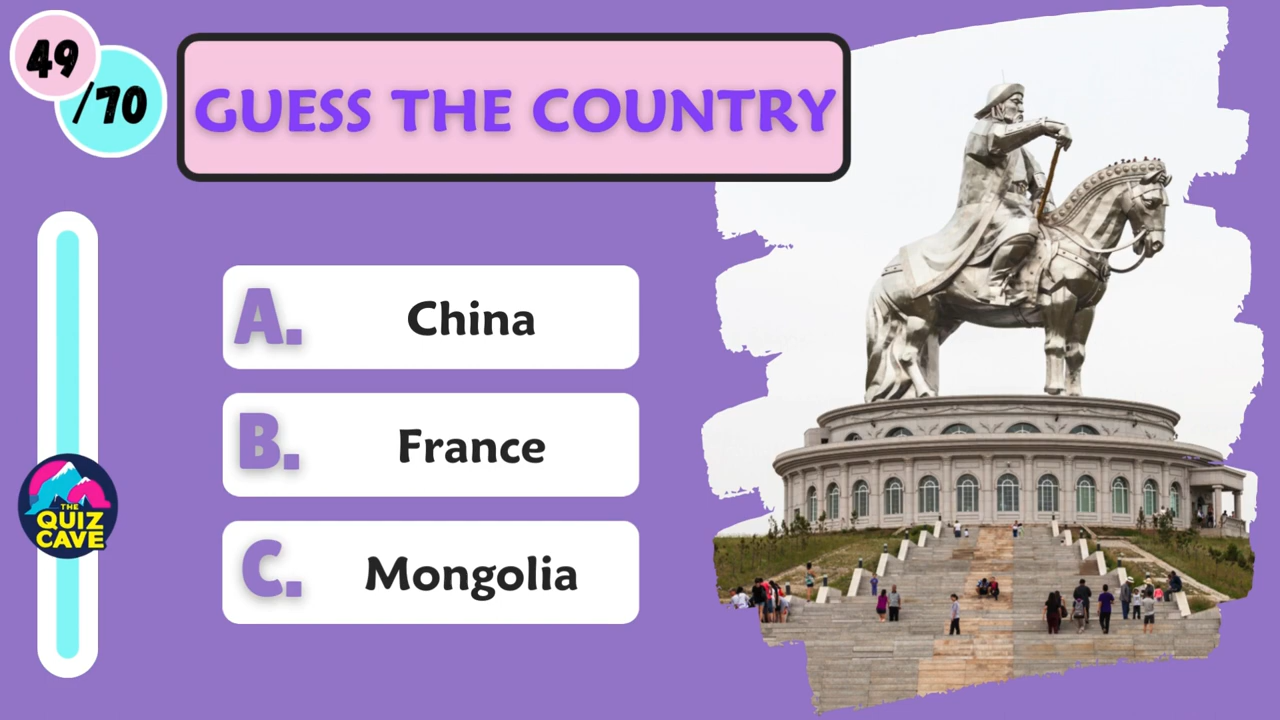 49
/70
GUESS THE COUNTRY
A. China
B. France
C. Mongolia
THE
QUIZ
CAVE